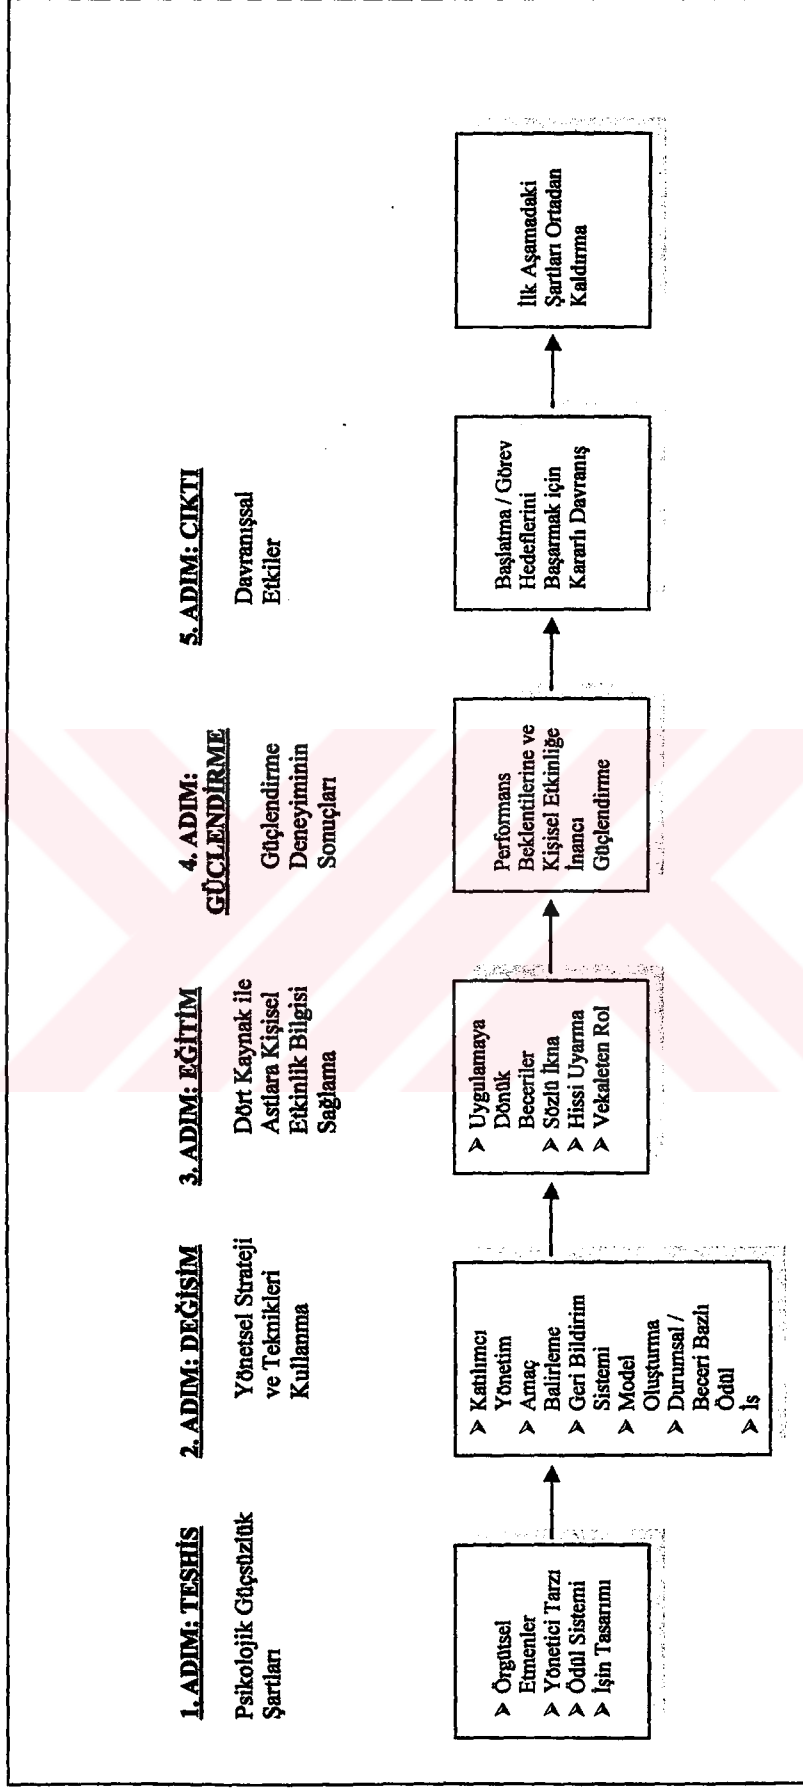 1. ADIM: TEŞHİS
Psikolojik Güçsüzlük
Şartları
2. ADIM: DEĞİŞİM
Yönetsel Strateji
ve Teknikleri
Kullanma
3. ADIM: EĞİTİM
Dört Kaynak ile
Astlara Kişisel
Etkinlik Bilgisi
Sağlama
4. ADIM:
GÜÇLENDİRME
Güçlendirme
Deneyiminin
Sonuçları
5. ADIM: ÇIKTI
Davranışsal
Etkiler
➢ Örgütsel
Etmenler
➢ Yönetici Tarzı
➢ Ödül Sistemi
➢ İşin Tasarımı
➢ Katılımcı
Yönetim
➢ Amaç
Balirleme
➢ Geri Bildirim
Sistemi
➢ Model
Oluşturma
➢ Durumsal /
Beceri Bazlı
Ödül
➢ İş
➢ Uygulamaya
Dönük
Beceriler
➢ Sözlü İkna
➢ Hissi Uyarma
➢ Vekaleten Rol
Performans
Beklentilerine ve
Kişisel Etkinliğe
İnancı
Güçlendirme
Başlatma / Görev
Hedeflerini
Başarmak için
Kararlı Davranış
İlk Aşamadaki
Şartları Ortadan
Kaldırma